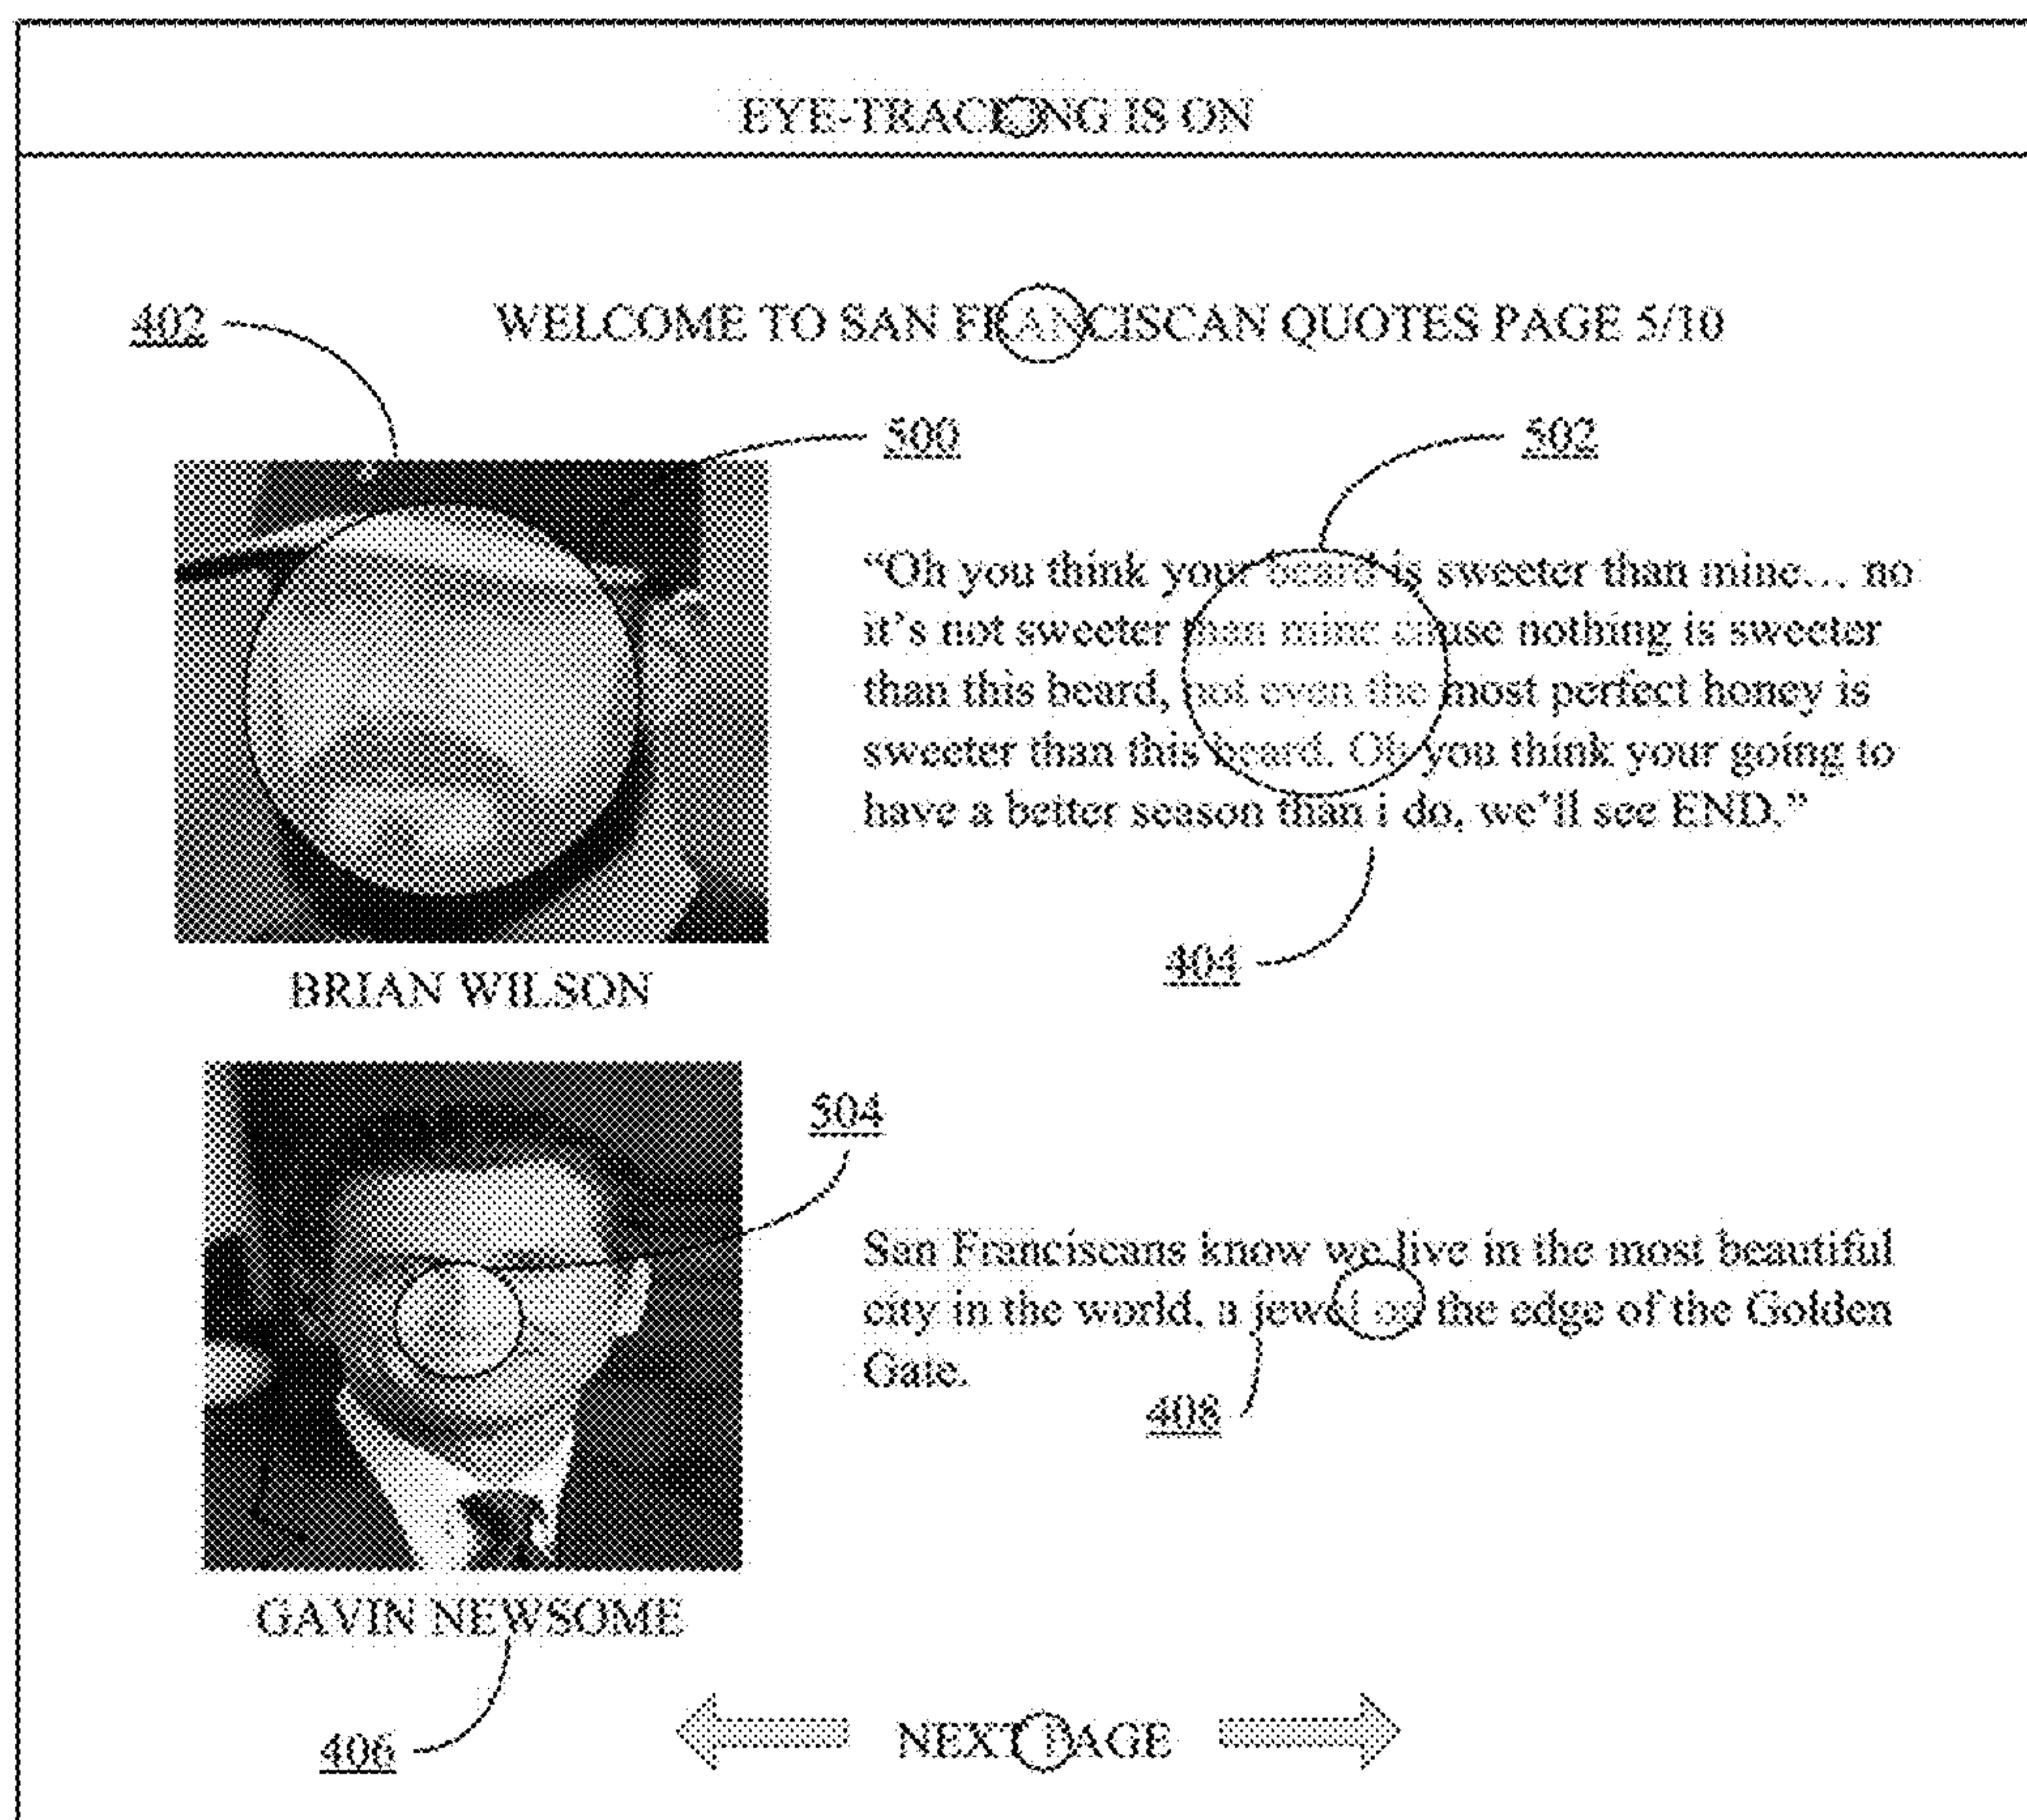 EYE-TRACKING IS ON
402
WELCOME TO SAN FRANCISCAN QUOTES PAGE 5/10
500
502
“Oh you think your beard is sweeter than mine... no
it’s not sweeter than mine cause nothing is sweeter
than this beard, not even the most perfect honey is
sweeter than this beard. Oh you think your going to
have a better season than i do, we’ll see END.”
404
BRIAN WILSON
504
San Franciscans know we live in the most beautiful
city in the world, a jewel on the edge of the Golden
Gate.
408
GAVIN NEWSOME
406
NEXT PAGE